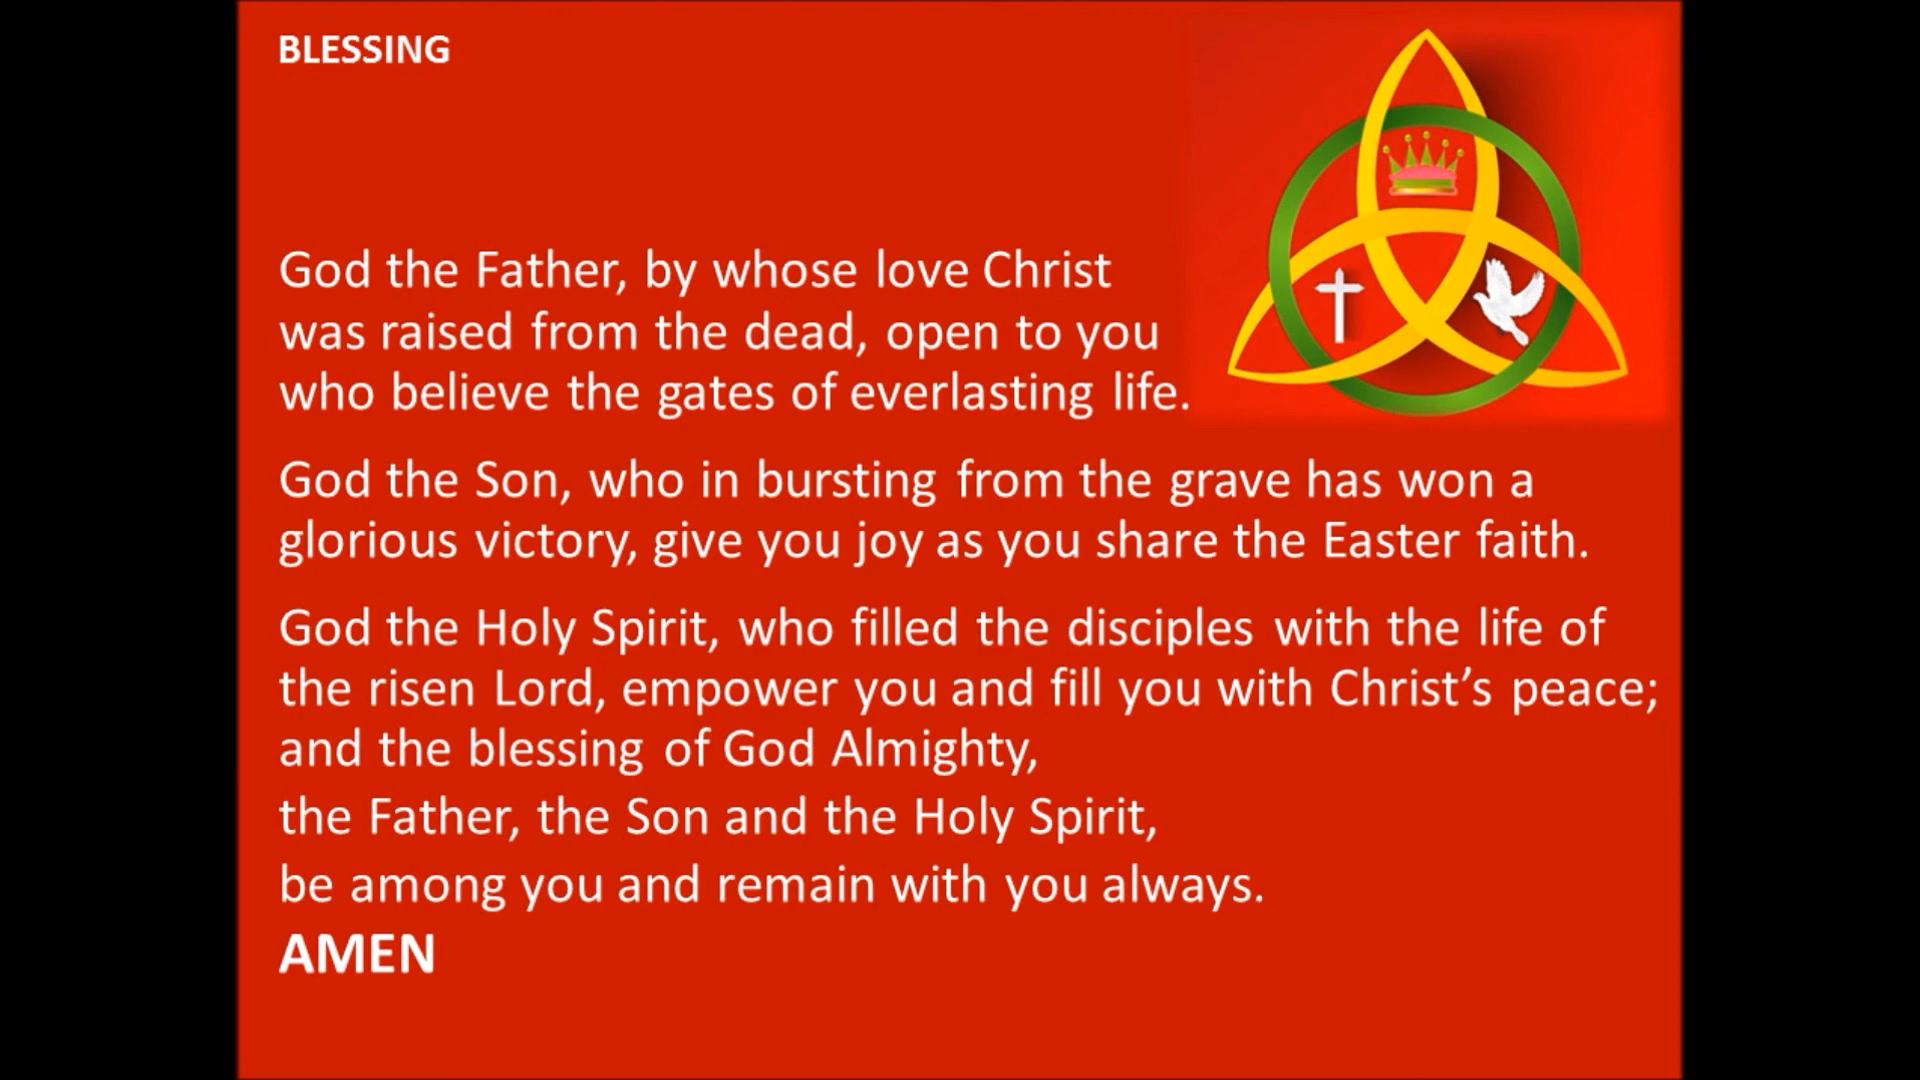 BLESSING
God the Father, by whose love Christ
was raised from the dead, open to you
who believe the gates of everlasting life.
God the Son, who in bursting from the grave has won a
glorious victory, give you joy as you share the Easter faith.
God the Holy Spirit, who filled the disciples with the life of
the risen Lord, empower you and fill you with Christ’s peace;
and the blessing of God Almighty,
the Father, the Son and the Holy Spirit,
be among you and remain with you always.
AMEN